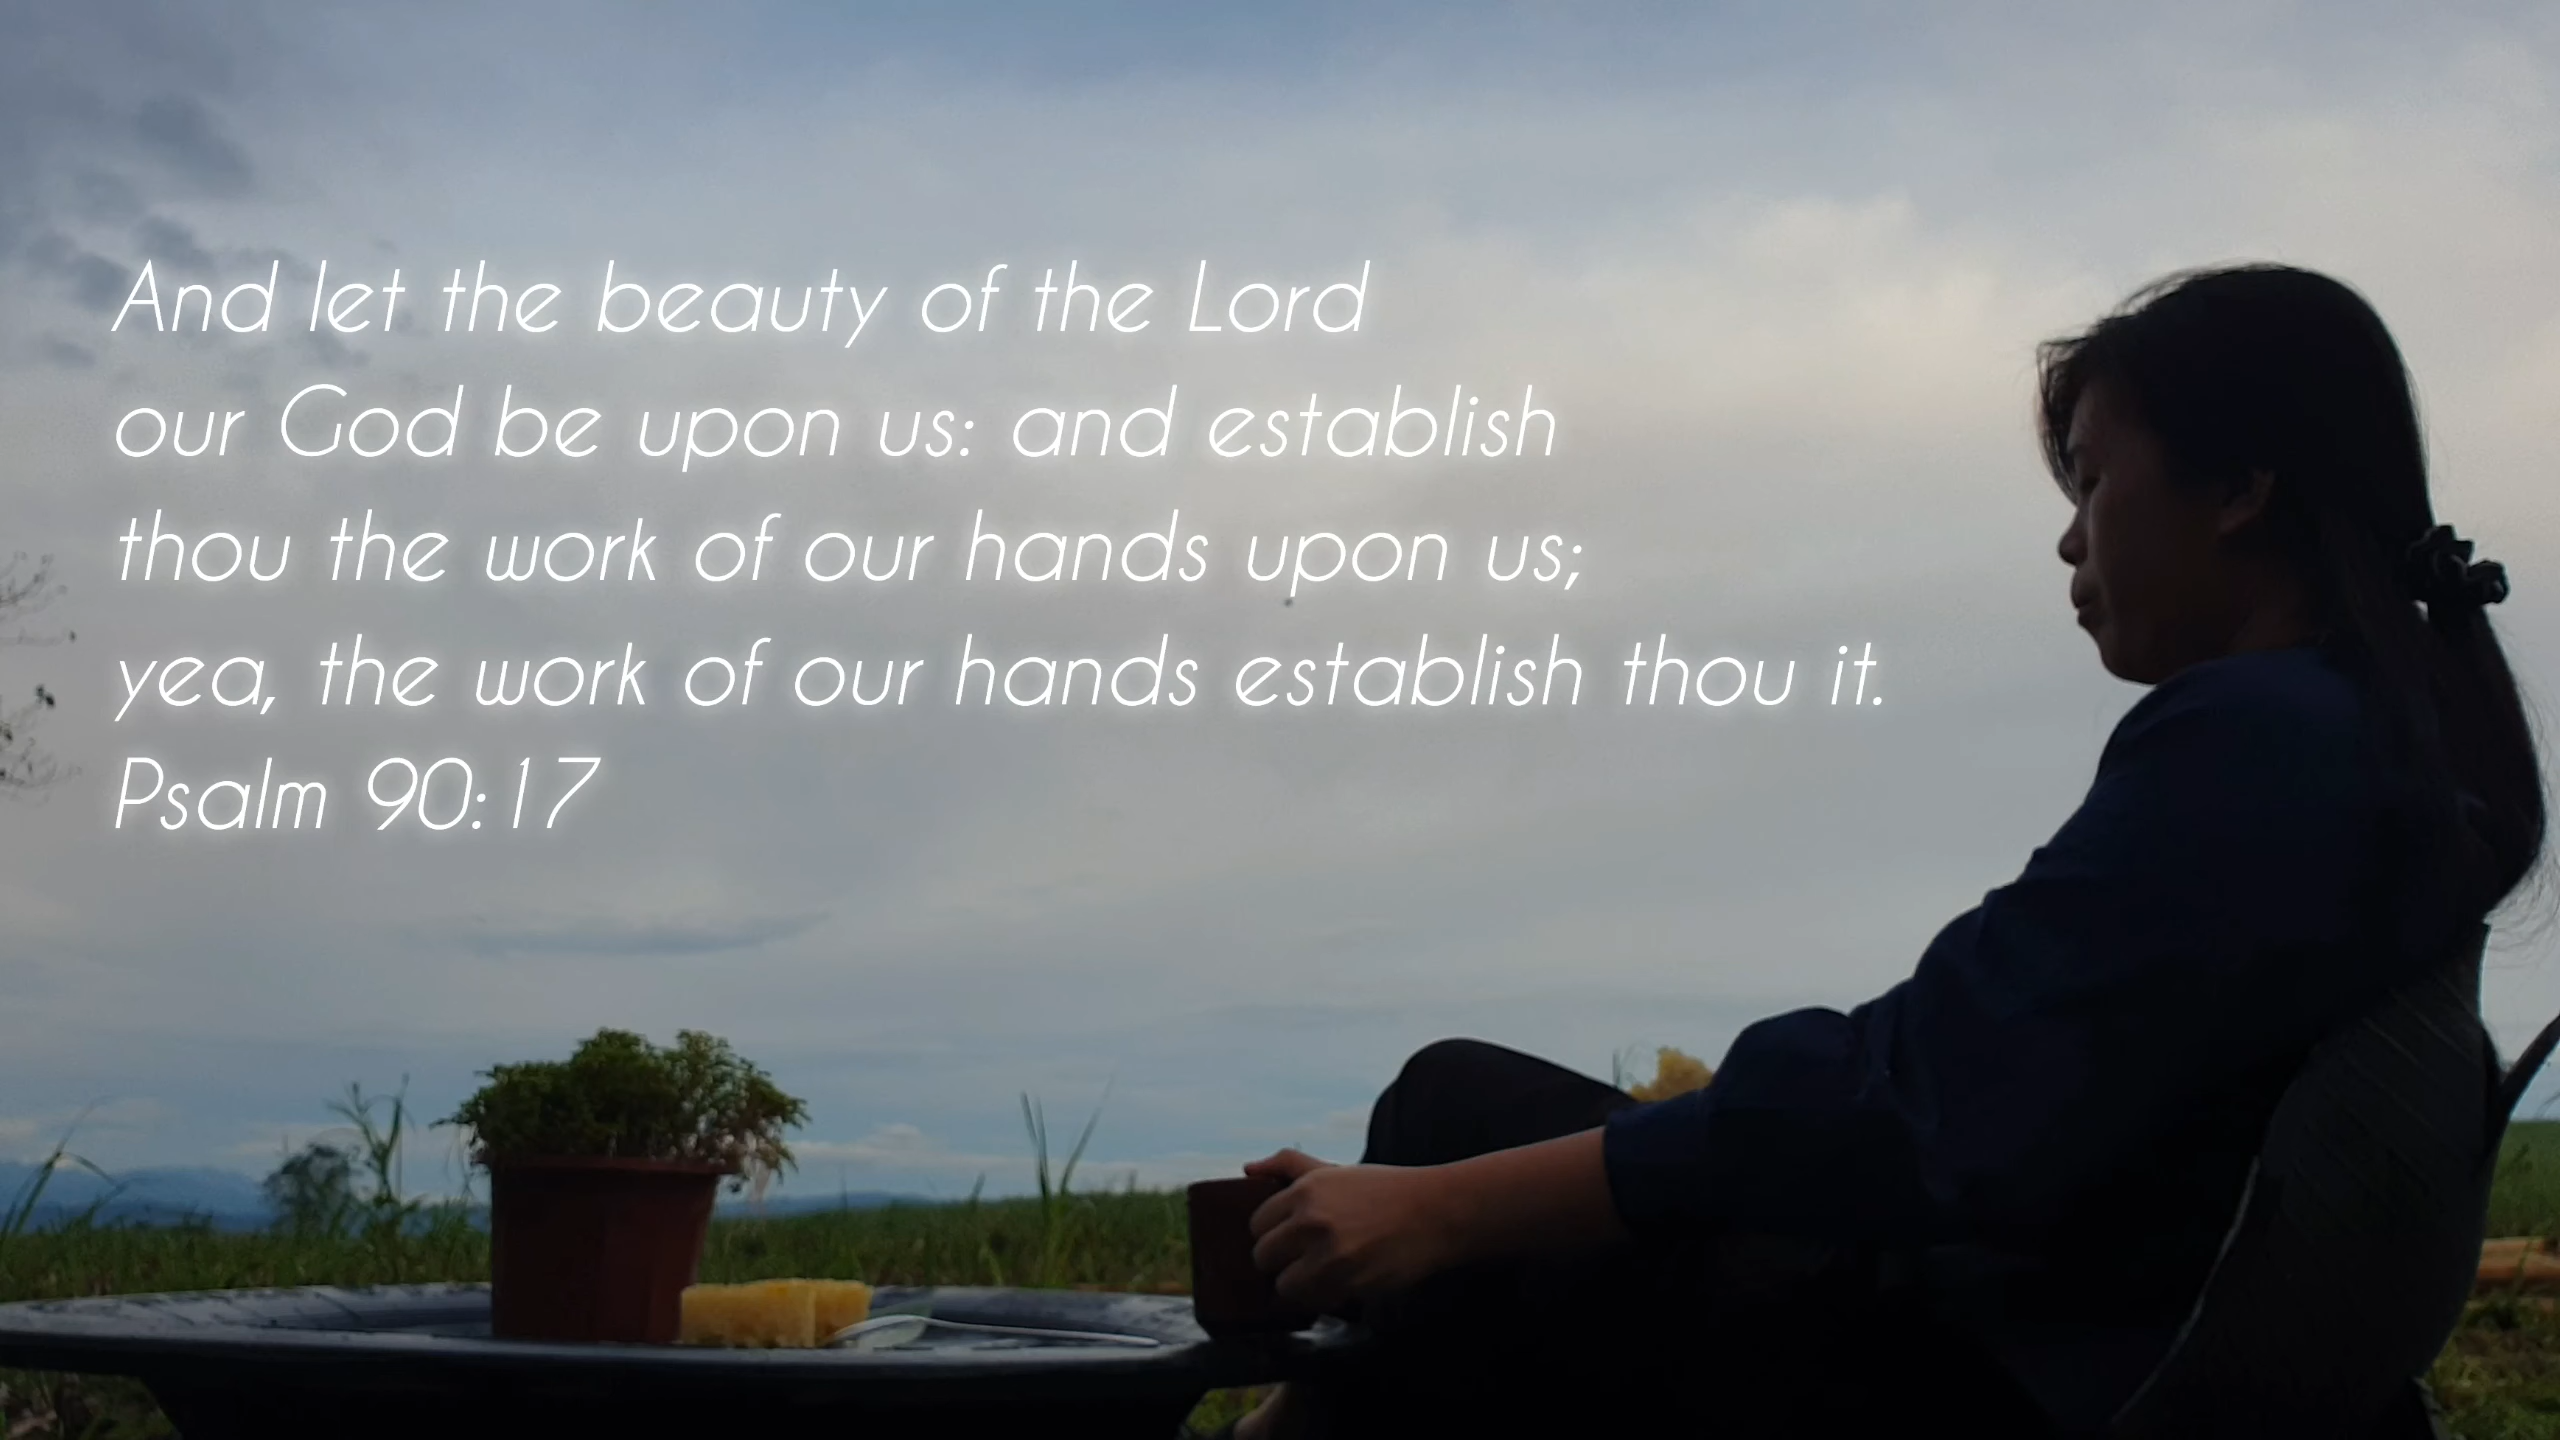 And let the beauty of the Lord
our God be upon us: and establish
thou the work of our hands upon us;
yea, the work of our hands establish thou it.
Psalm 90:17